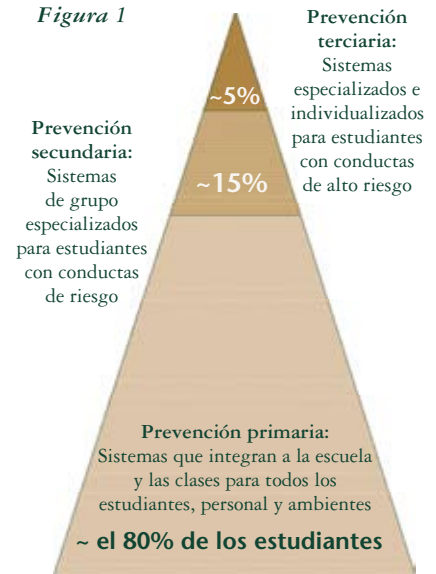 Figura 1
Prevención
terciaria:
Sistemas
especializados e
individualizados
para estudiantes
con conductas
de alto riesgo
~5%
Prevención
secundaria:
Sistemas
de grupo
especializados
para estudiantes
con conductas
de riesgo
~15%
Prevención primaria:
Sistemas que integran a la escuela
y las clases para todos los
estudiantes, personal y ambientes
~ el 80% de los estudiantes